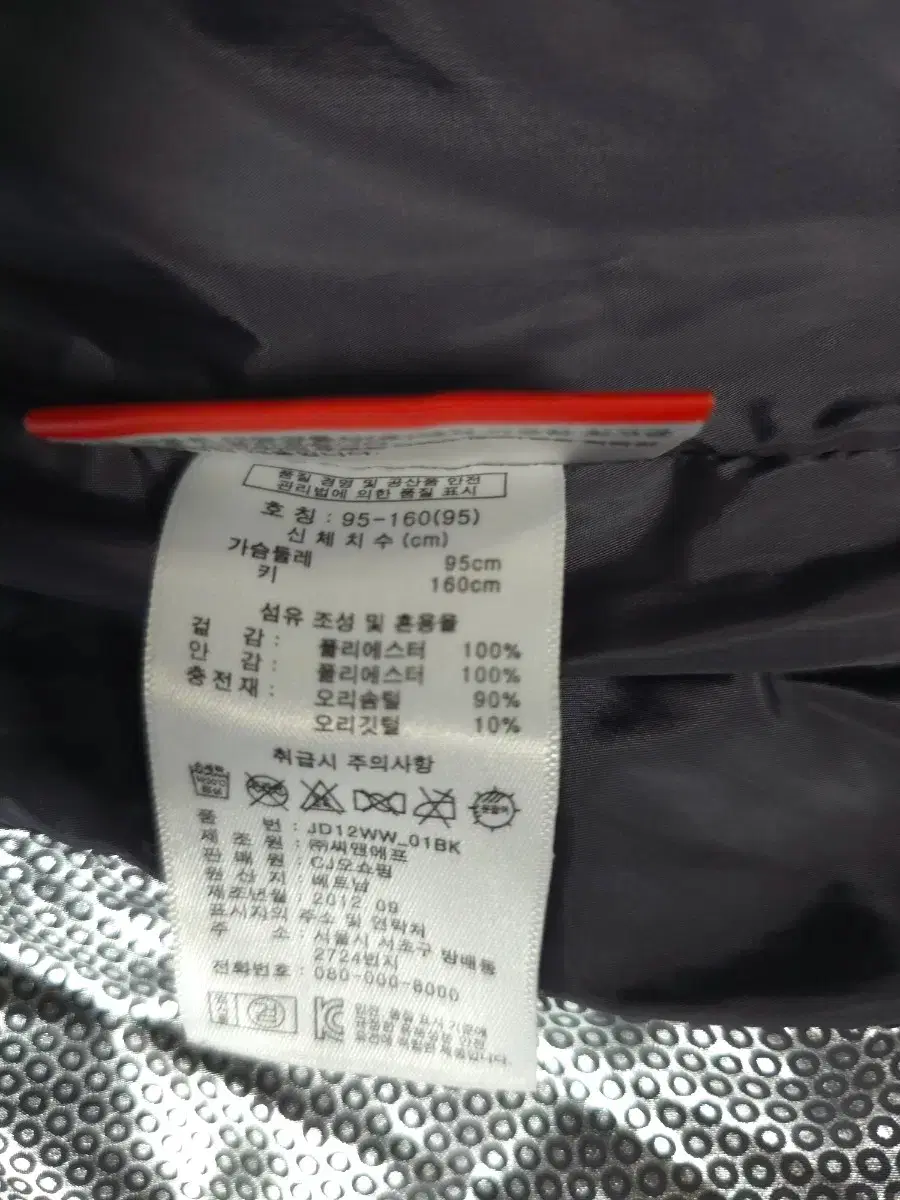 품질 경영 및 공산품 안전
관리법에 의한 품질 표시
호 칭 : 95-160(95)
신 체 치 수 (cm)
가슴둘레 95cm
키 160cm
섬유 조성 및 혼용율
겉 감 : 폴리에스터 100%
안 감 : 폴리에스터 100%
충전재 : 오리솜털 90%
오리깃털 10%
취급시 주의사항
품 번 : JD12WW_01BK
제 조 원 : ㈜씨앤에프
판 매 원 : CJ오쇼핑
원 산 지 : 베트남
제조년월 : 2012. 09
표시자의 주소 및 연락처
주 소 : 서울시 서초구 방배동
2724번지
전화번호 : 080-000-8000